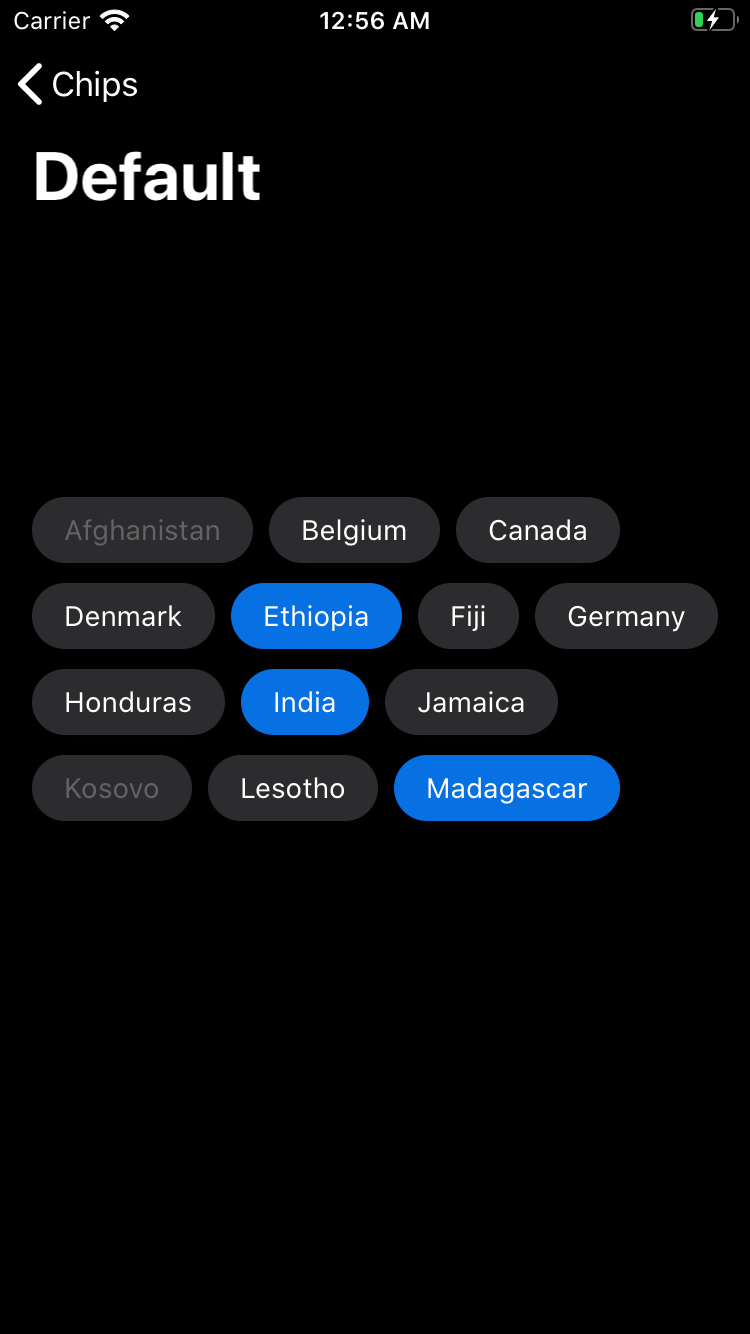 Carrier 12:56 AM
Chips
Default
Afghanistan Belgium Canada
Denmark Ethiopia Fiji Germany
Honduras India Jamaica
Kosovo Lesotho Madagascar